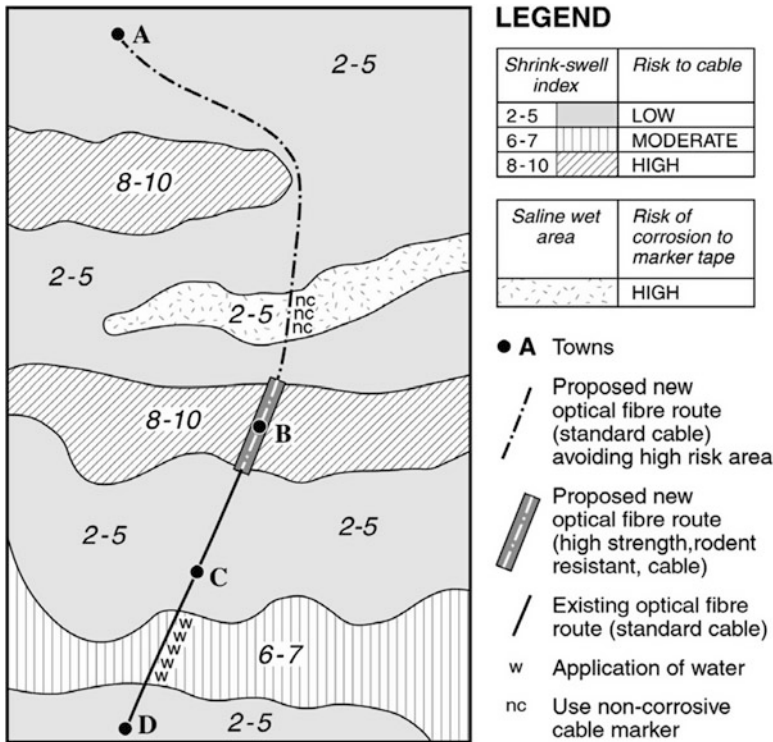 A
2-5
8-10
2-5
2-5
nc
nc
nc
8-10
B
2-5
2-5
C
w
w
w
w
w
6-7
D
2-5
LEGEND
Shrink-swell index Risk to cable
2-5 LOW
6-7 MODERATE
8-10 HIGH
Saline wet area Risk of corrosion to marker tape
HIGH
A Towns
Proposed new
optical fibre route
(standard cable)
avoiding high risk area
Proposed new
optical fibre route
(high strength,rodent
resistant, cable)
Existing optical fibre
route (standard cable)
w Application of water
nc Use non-corrosive
cable marker